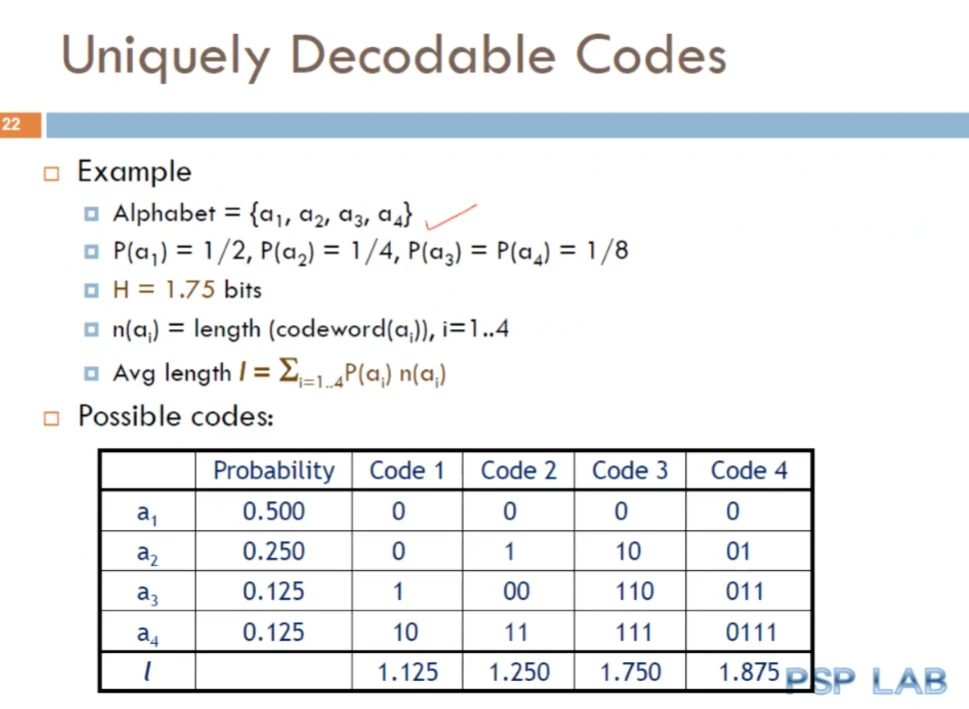 Uniquely Decodable Codes
22
Example
Alphabet = {a₁, a₂, a₃, a₄}
P(a₁) = 1/2, P(a₂) = 1/4, P(a₃) = P(a₄) = 1/8
H = 1.75 bits
n(aᵢ) = length (codeword(aᵢ)), i=1..4
Avg length l = Σᵢ₌₁..₄P(aᵢ) n(aᵢ)
Possible codes:
Probability Code 1 Code 2 Code 3 Code 4
a₁ 0.500 0 0 0 0
a₂ 0.250 0 1 10 01
a₃ 0.125 1 00 110 011
a₄ 0.125 10 11 111 0111
l 1.125 1.250 1.750 1.875
PSP LAB